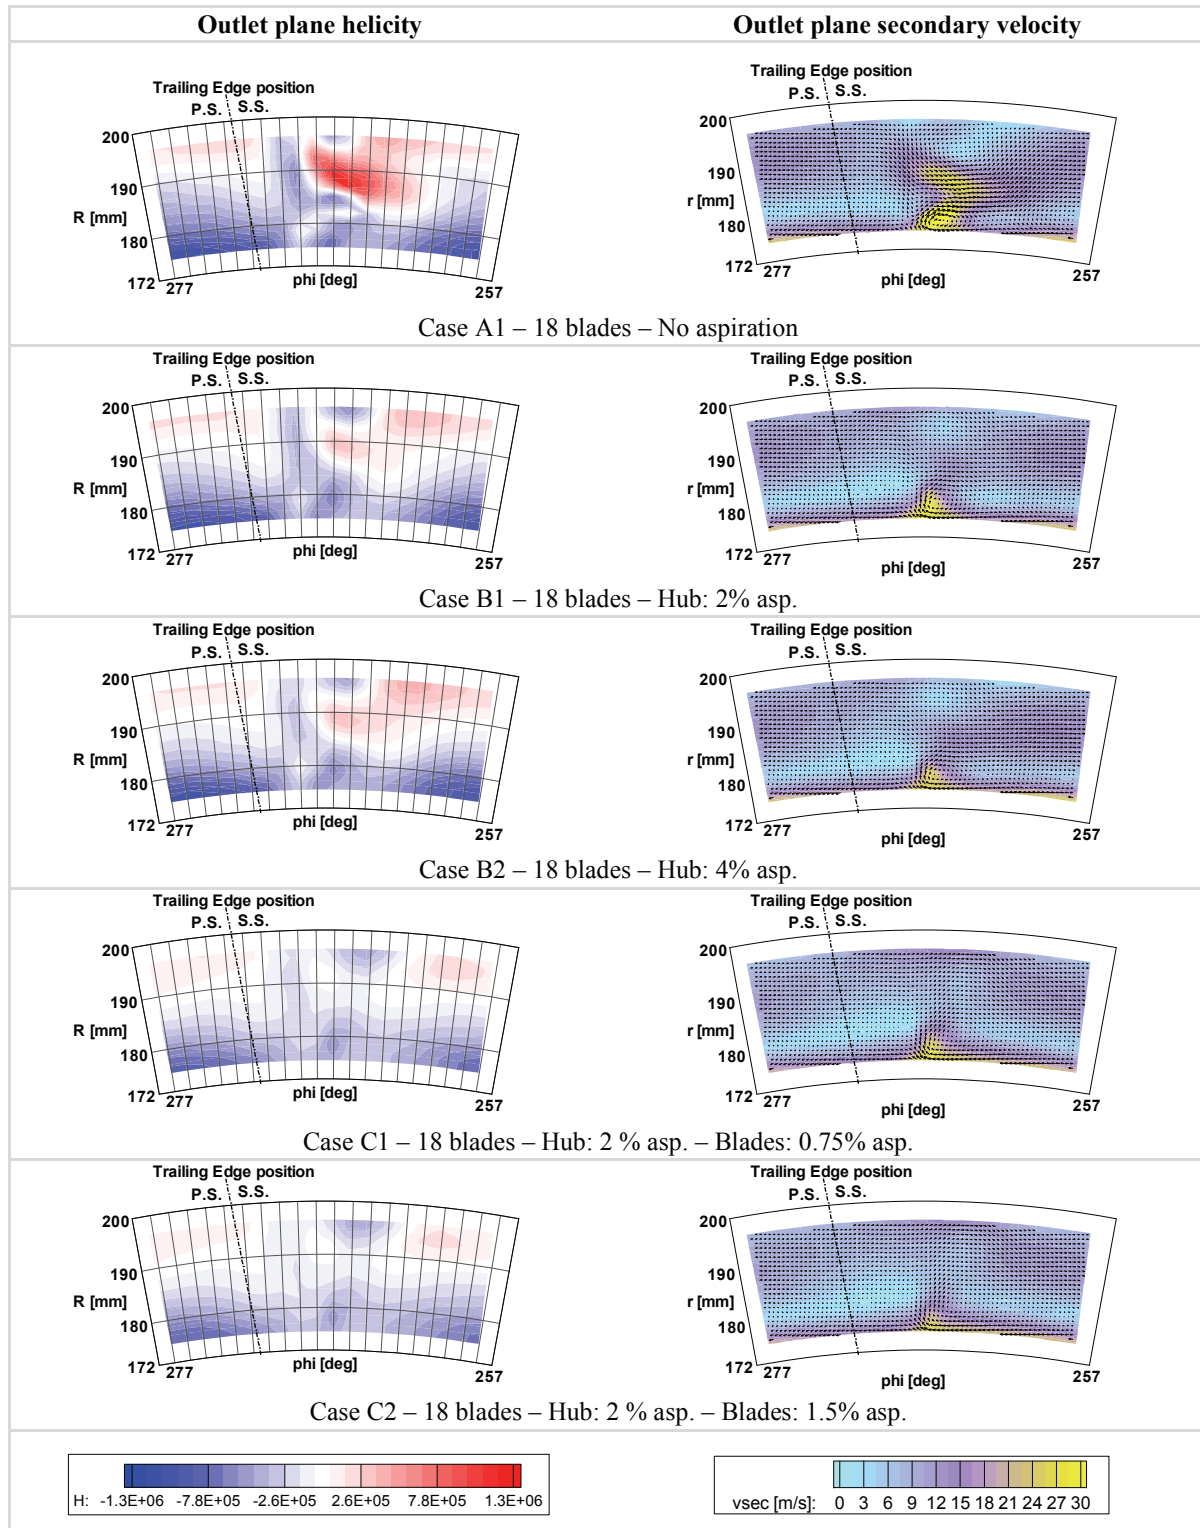 Outlet plane helicity
Outlet plane secondary velocity
Trailing Edge position
P.S. S.S.
200
190
R [mm]
180
172 277
phi [deg]
257
Trailing Edge position
P.S. S.S.
200
190
r [mm]
180
172 277
phi [deg]
257
Case A1 – 18 blades – No aspiration
Trailing Edge position
P.S. S.S.
200
190
R [mm]
180
172 277
phi [deg]
257
Trailing Edge position
P.S. S.S.
200
190
r [mm]
180
172 277
phi [deg]
257
Case B1 – 18 blades – Hub: 2% asp.
Trailing Edge position
P.S. S.S.
200
190
R [mm]
180
172 277
phi [deg]
257
Trailing Edge position
P.S. S.S.
200
190
r [mm]
180
172 277
phi [deg]
257
Case B2 – 18 blades – Hub: 4% asp.
Trailing Edge position
P.S. S.S.
200
190
R [mm]
180
172 277
phi [deg]
257
Trailing Edge position
P.S. S.S.
200
190
r [mm]
180
172 277
phi [deg]
257
Case C1 – 18 blades – Hub: 2 % asp. – Blades: 0.75% asp.
Trailing Edge position
P.S. S.S.
200
190
R [mm]
180
172 277
phi [deg]
257
Trailing Edge position
P.S. S.S.
200
190
r [mm]
180
172 277
phi [deg]
257
Case C2 – 18 blades – Hub: 2 % asp. – Blades: 1.5% asp.
H: -1.3E+06 -7.8E+05 -2.6E+05 2.6E+05 7.8E+05 1.3E+06
vsec [m/s]: 0 3 6 9 12 15 18 21 24 27 30